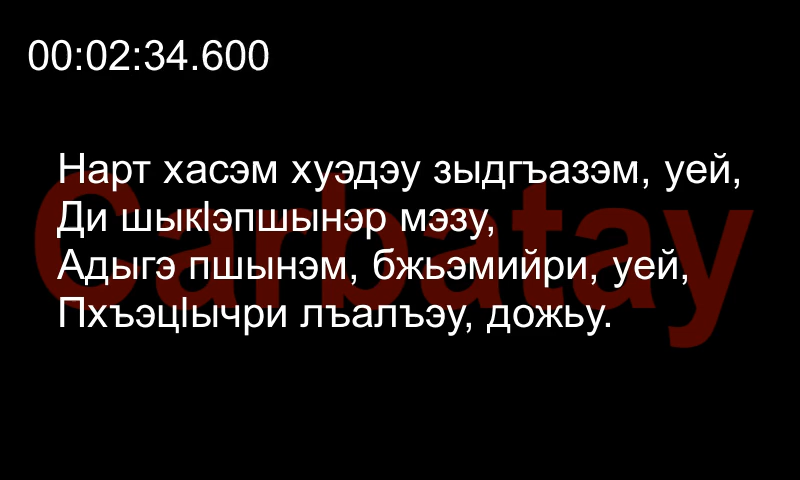 00:02:34.600
Нарт хасэм хуэдэу зыдгъазэм, уей,
Ди шыкӀэпшынэр мэзу,
Адыгэ пшынэм, бжьэмийри, уей,
ПхъэцӀычри лъалъэу, дожьу.
Carbatay